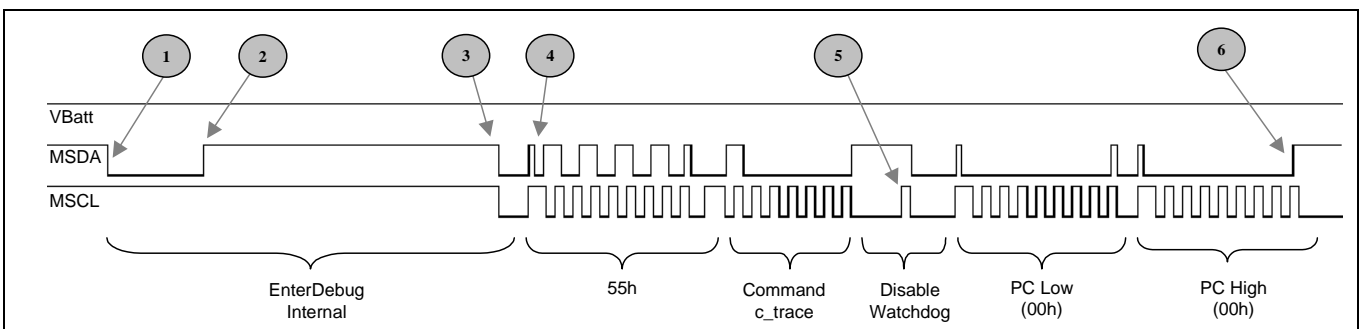 1 2 3 4 5 6
VBatt
MSDA
MSCL
EnterDebug
Internal
55h
Command
c_trace
Disable
Watchdog
PC Low
(00h)
PC High
(00h)